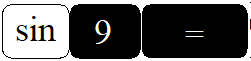 sin 9 =